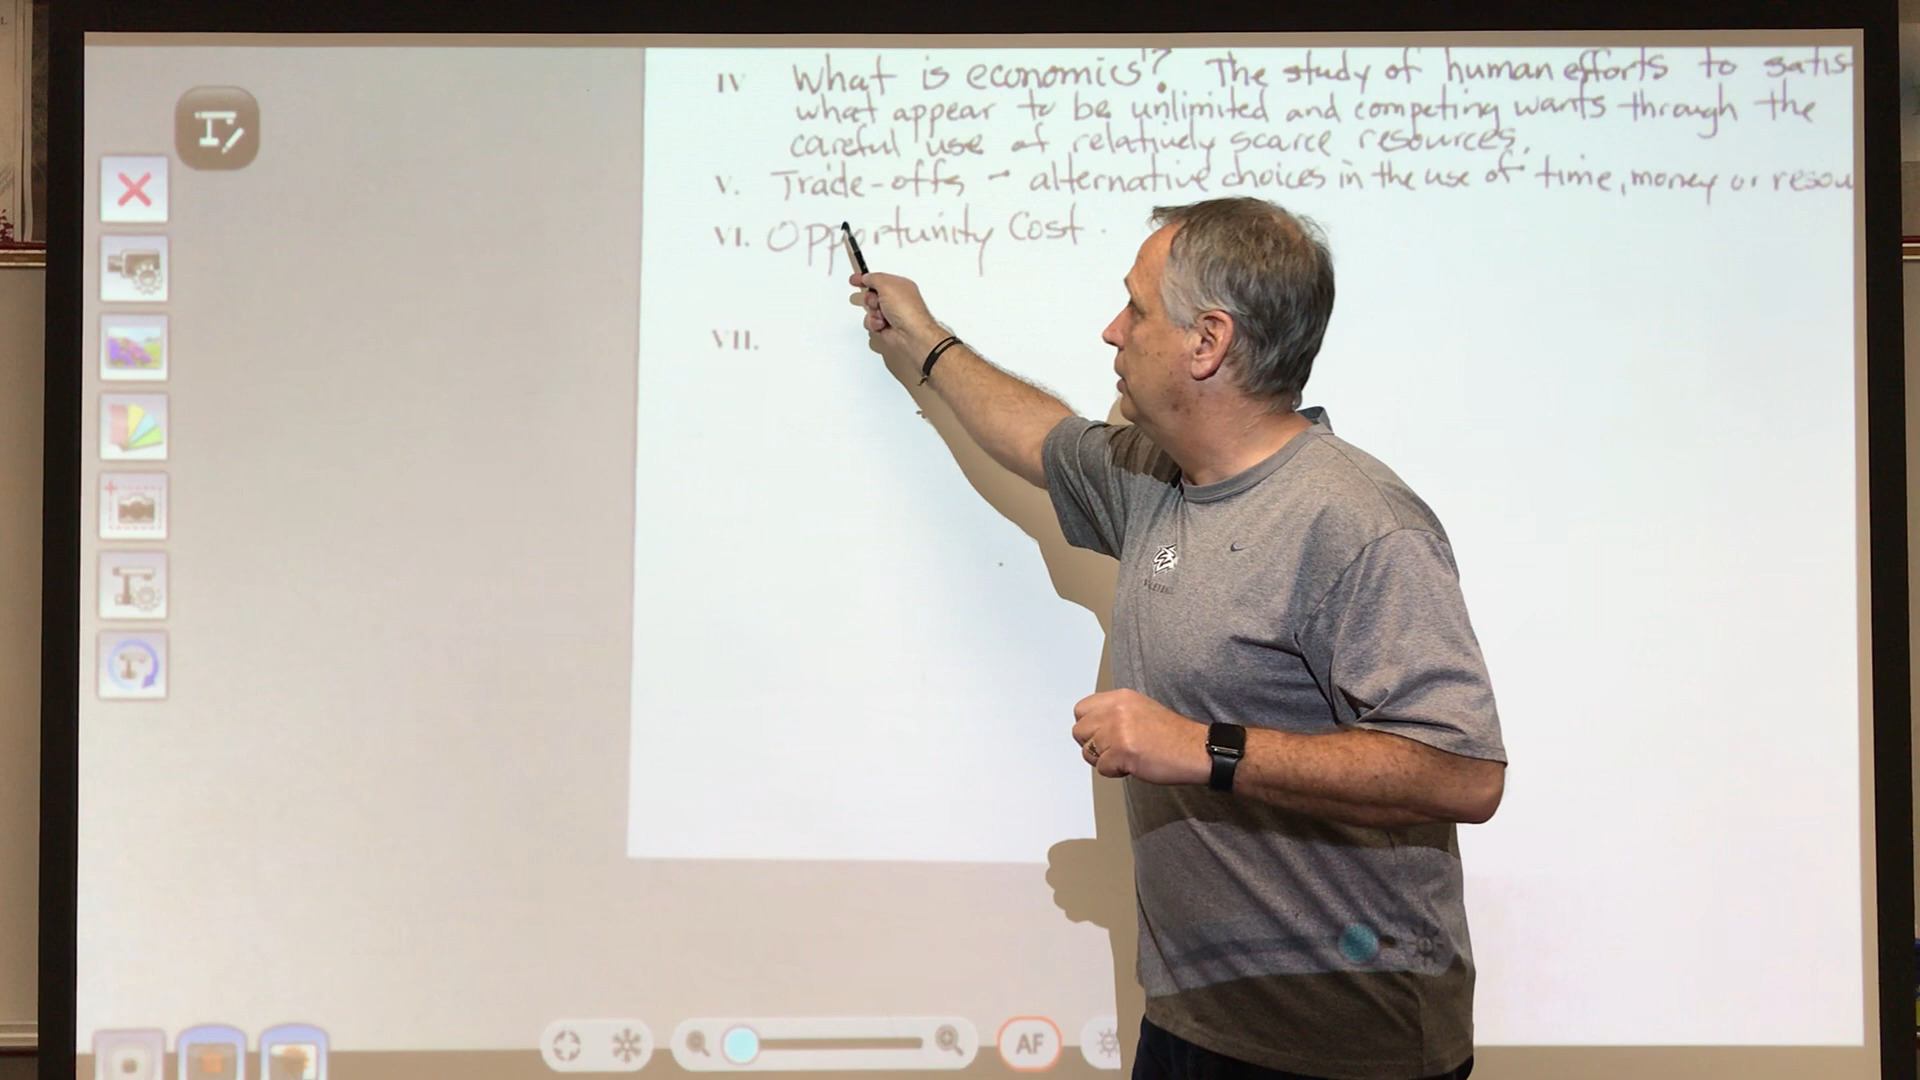 IV What is economics? The study of human efforts to satis
what appear to be unlimited and competing wants through the
careful use of relatively scarce resources.
V. Trade-offs - alternative choices in the use of time, money or resou
VI. Opportunity Cost.
VII.
AF